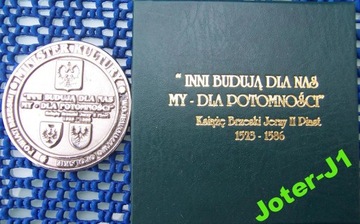 MINISTER KULTURY
INNI BUDUJĄ DLA NAS
MY - DLA POTOMNOŚCI"
"INNI BUDUJĄ DLA NAS
MY - DLA POTOMNOŚCI"
Książę Brzeski Jerzy II Piast
1523 - 1586
Joter-J1